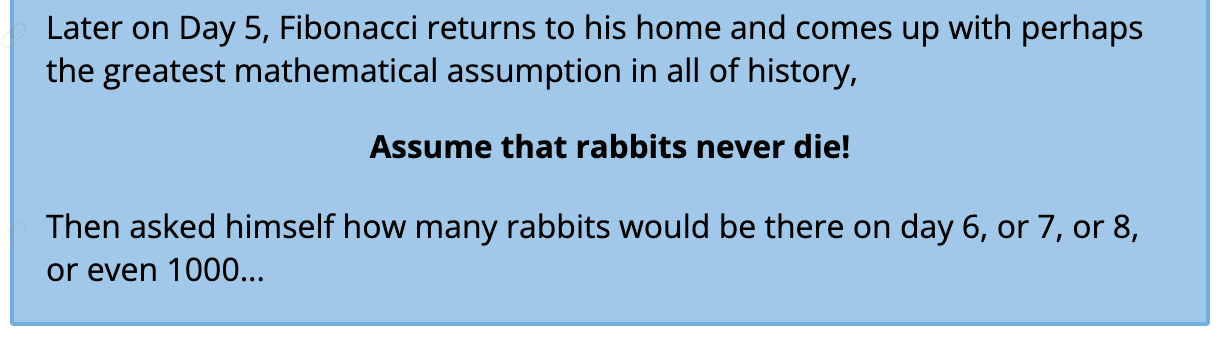 Later on Day 5, Fibonacci returns to his home and comes up with perhaps
the greatest mathematical assumption in all of history,
Assume that rabbits never die!
Then asked himself how many rabbits would be there on day 6, or 7, or 8,
or even 1000...